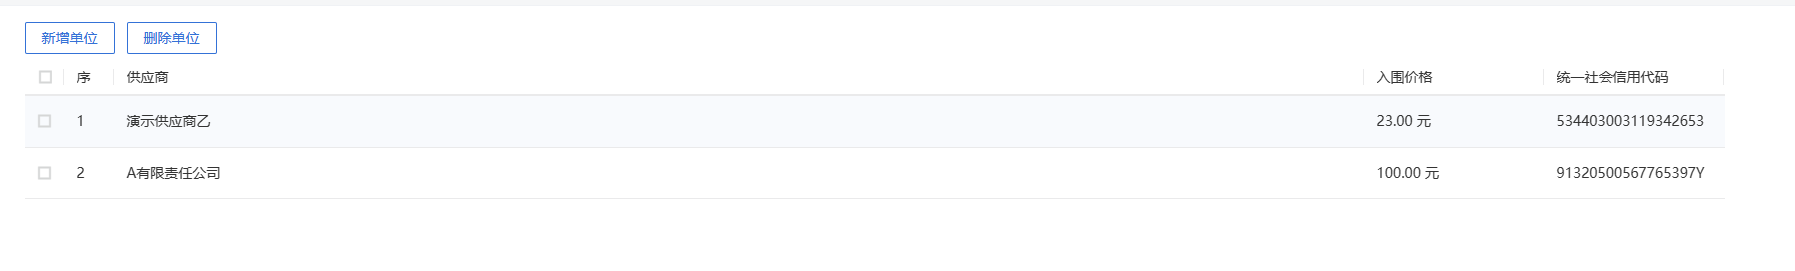 新增单位 删除单位
序 供应商 入围价格 统一社会信用代码
1 演示供应商乙 23.00 元 534403003119342653
2 A有限责任公司 100.00 元 91320500567765397Y